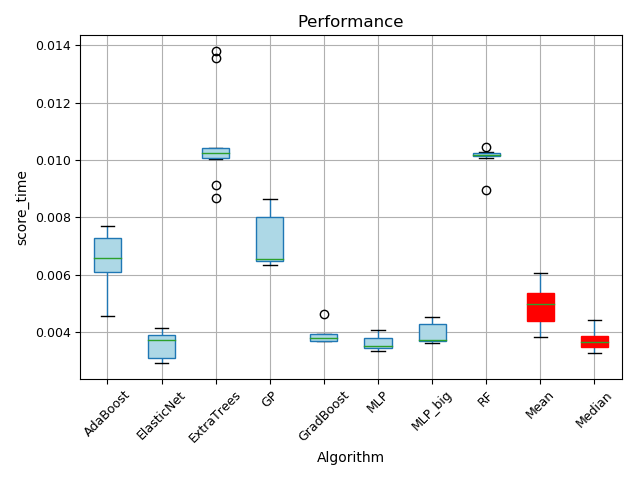 Performance
score_time
0.014
0.012
0.010
0.008
0.006
0.004
AdaBoost
ElasticNet
ExtraTrees
GP
GradBoost
MLP
MLP_big
RF
Mean
Median
Algorithm